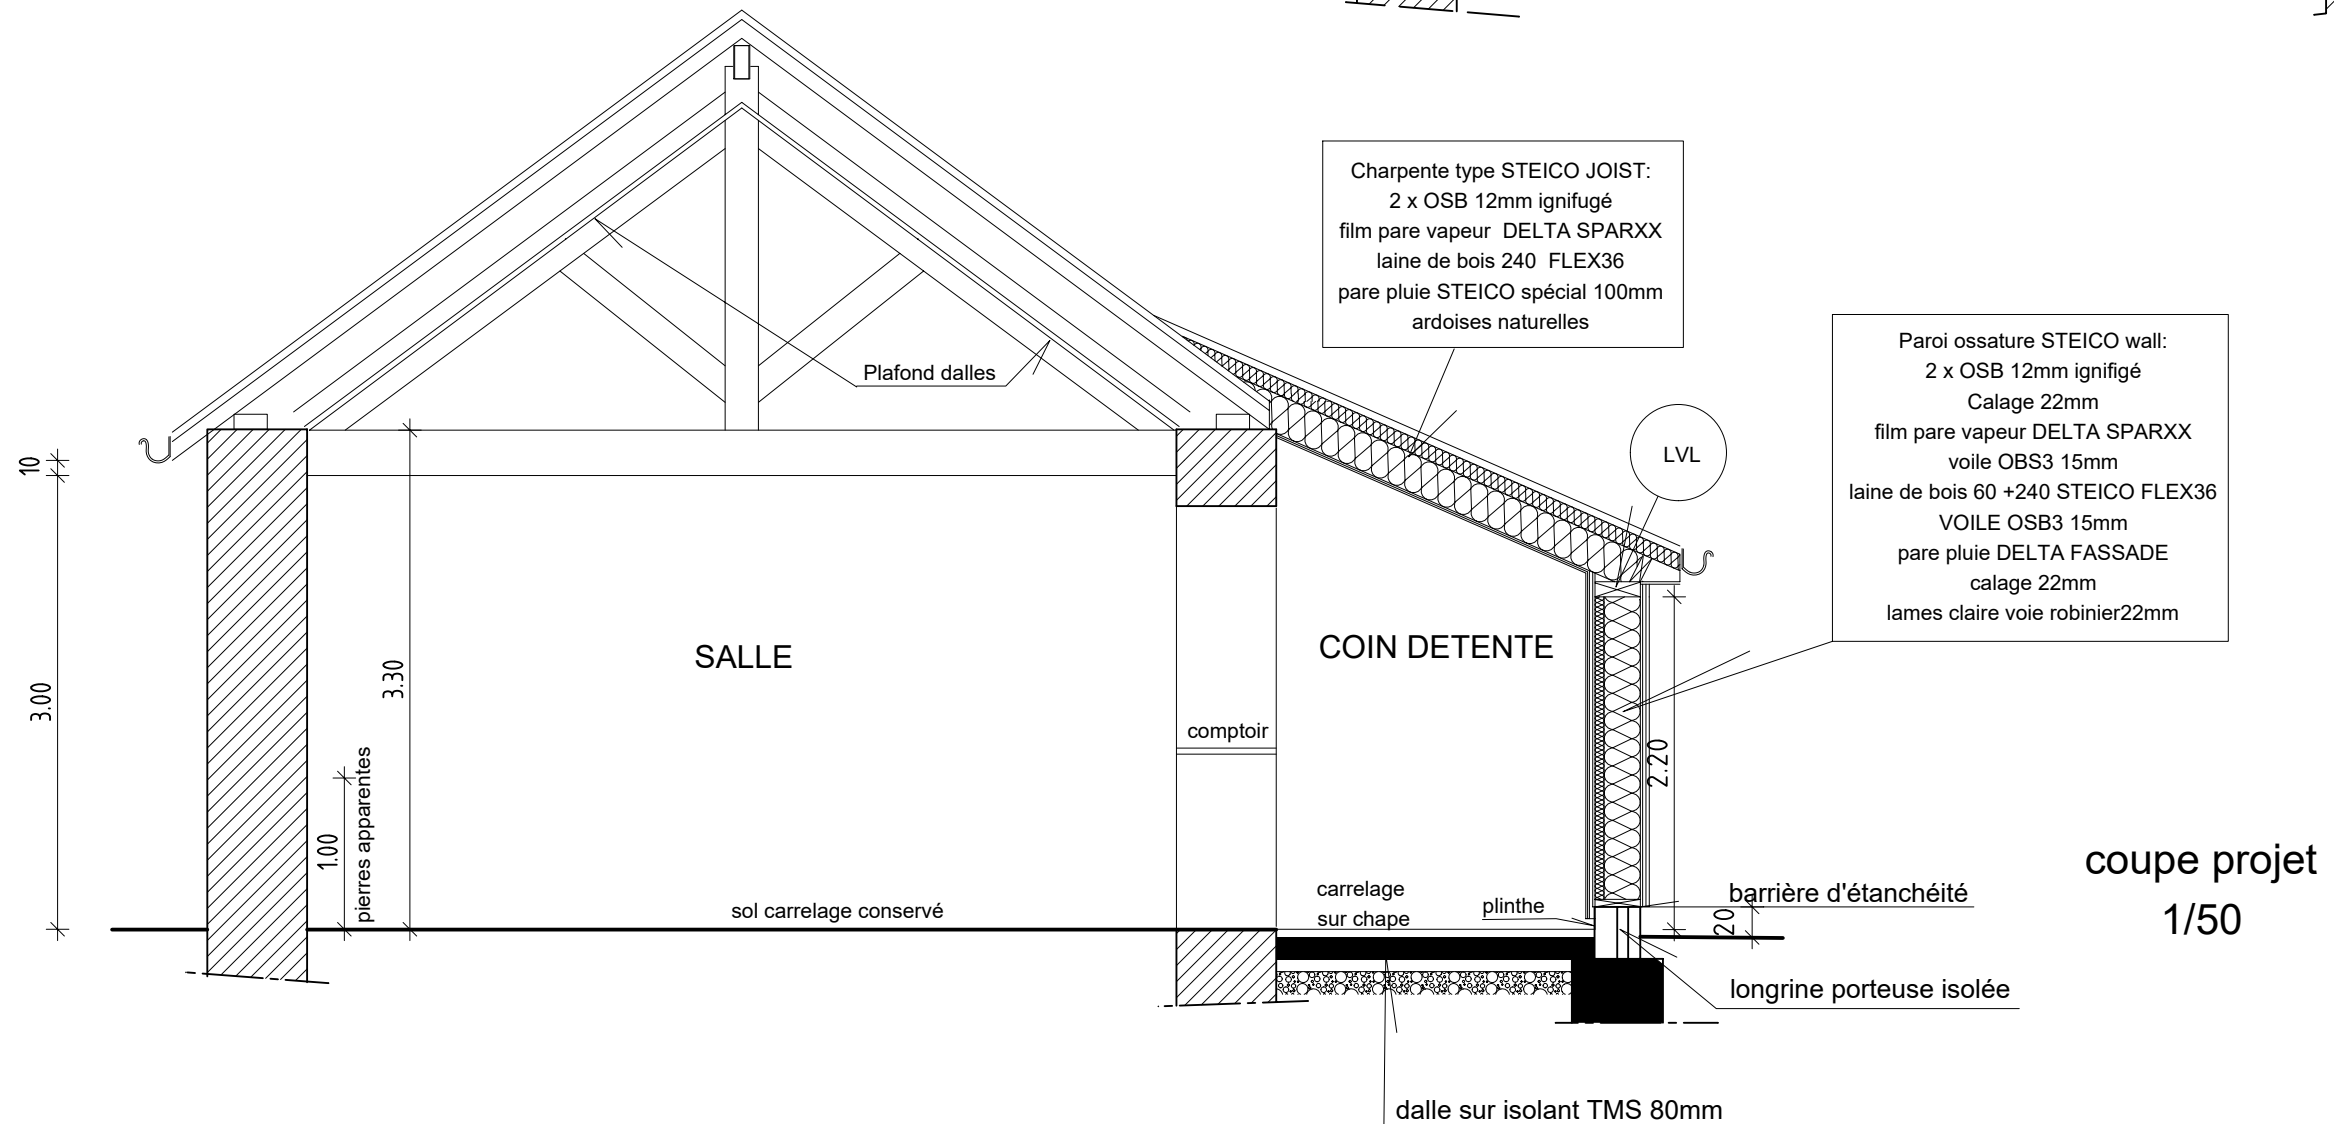 Charpente type STEICO JOIST:
2 x OSB 12mm ignifugé
film pare vapeur DELTA SPARXX
laine de bois 240 FLEX36
pare pluie STEICO spécial 100mm
ardoises naturelles
Paroi ossature STEICO wall:
2 x OSB 12mm ignifigé
Calage 22mm
film pare vapeur DELTA SPARXX
voile OBS3 15mm
laine de bois 60 +240 STEICO FLEX36
VOILE OSB3 15mm
pare pluie DELTA FASSADE
calage 22mm
lames claire voie robinier22mm
Plafond dalles
LVL
10
3.00
3.30
1.00
pierres apparentes
SALLE
COIN DETENTE
comptoir
2.20
sol carrelage conservé
carrelage
sur chape
plinthe
barrière d'étanchéité
20
longrine porteuse isolée
dalle sur isolant TMS 80mm
coupe projet
1/50